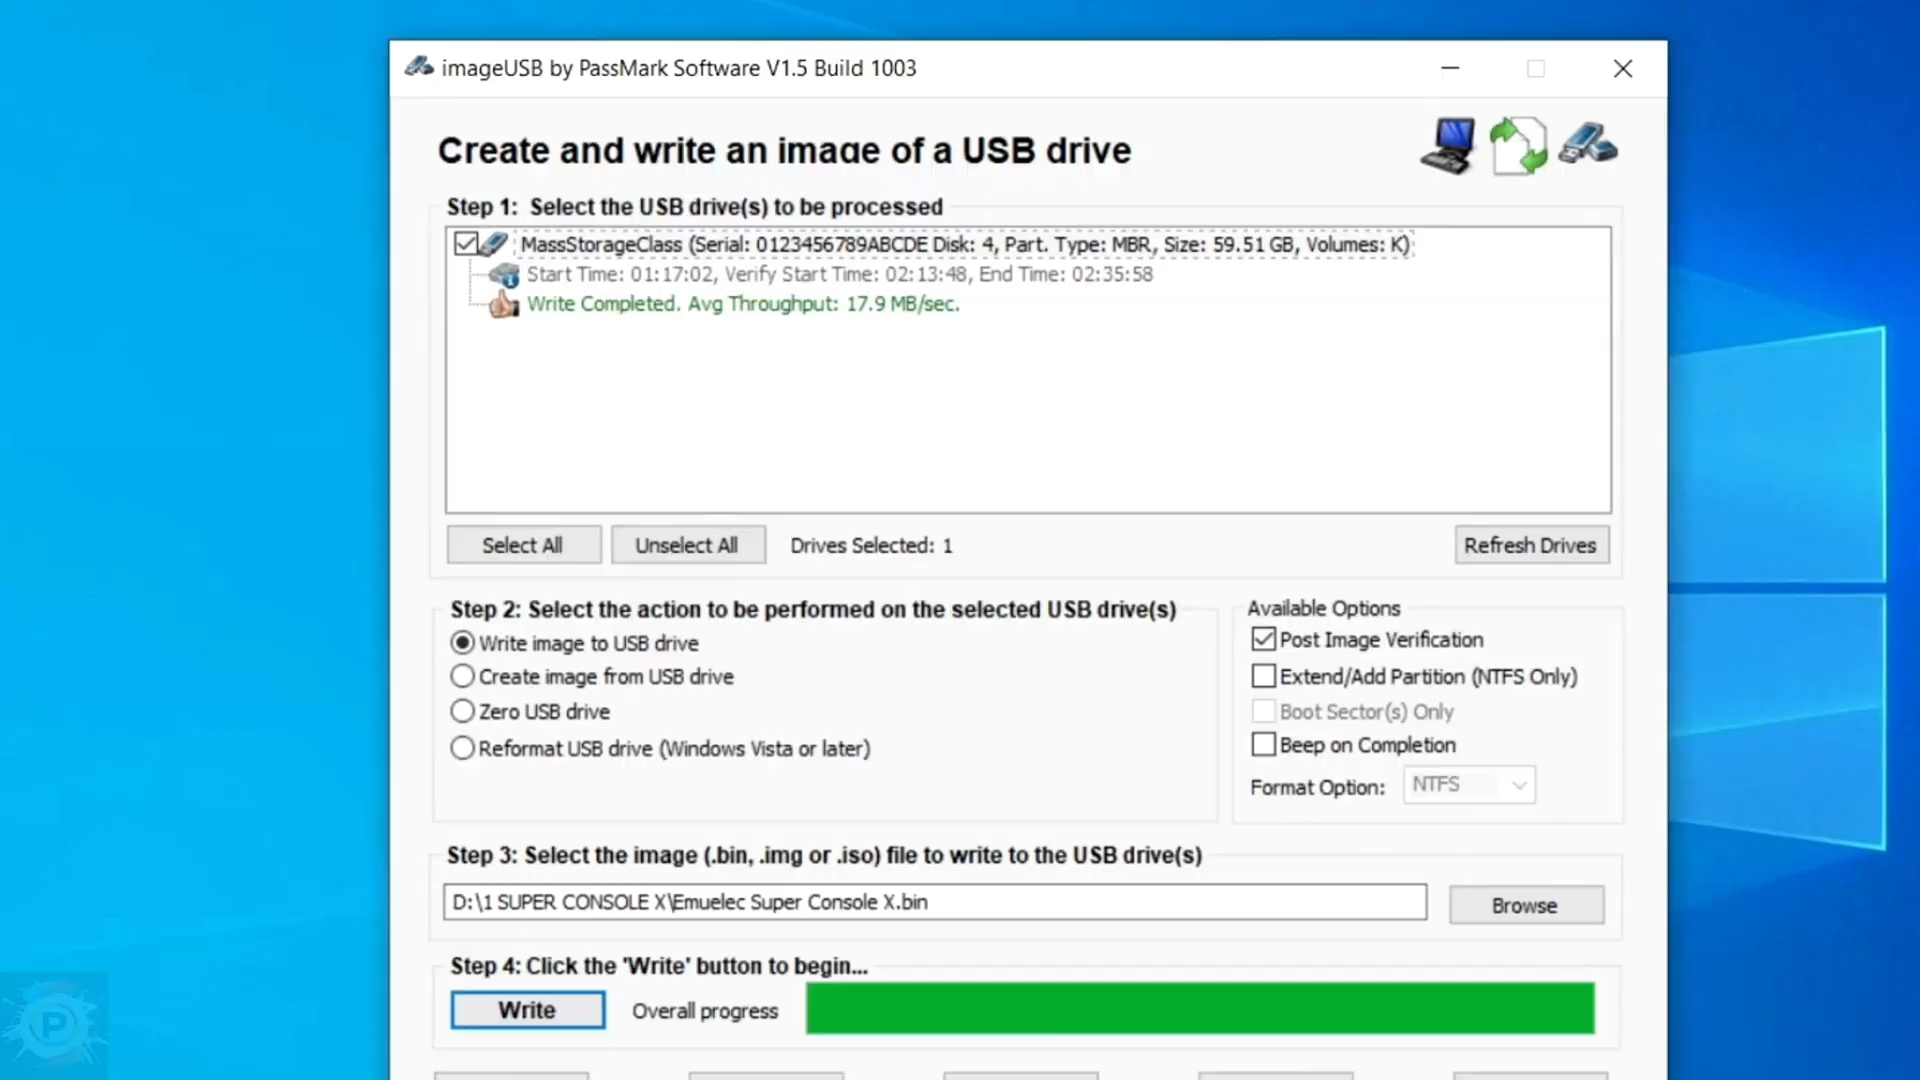 imageUSB by PassMark Software V1.5 Build 1003
Create and write an image of a USB drive
Step 1: Select the USB drive(s) to be processed
MassStorageClass (Serial: 0123456789ABCDE Disk: 4, Part. Type: MBR, Size: 59.51 GB, Volumes: K)
Start Time: 01:17:02, Verify Start Time: 02:13:48, End Time: 02:35:58
Write Completed. Avg Throughput: 17.9 MB/sec.
Select All Unselect All Drives Selected: 1 Refresh Drives
Step 2: Select the action to be performed on the selected USB drive(s)
Write image to USB drive
Create image from USB drive
Zero USB drive
Reformat USB drive (Windows Vista or later)
Available Options
Post Image Verification
Extend/Add Partition (NTFS Only)
Boot Sector(s) Only
Beep on Completion
Format Option: NTFS
Step 3: Select the image (.bin, .img or .iso) file to write to the USB drive(s)
D:\1 SUPER CONSOLE X\Emuelec Super Console X.bin Browse
Step 4: Click the 'Write' button to begin...
Write Overall progress
P